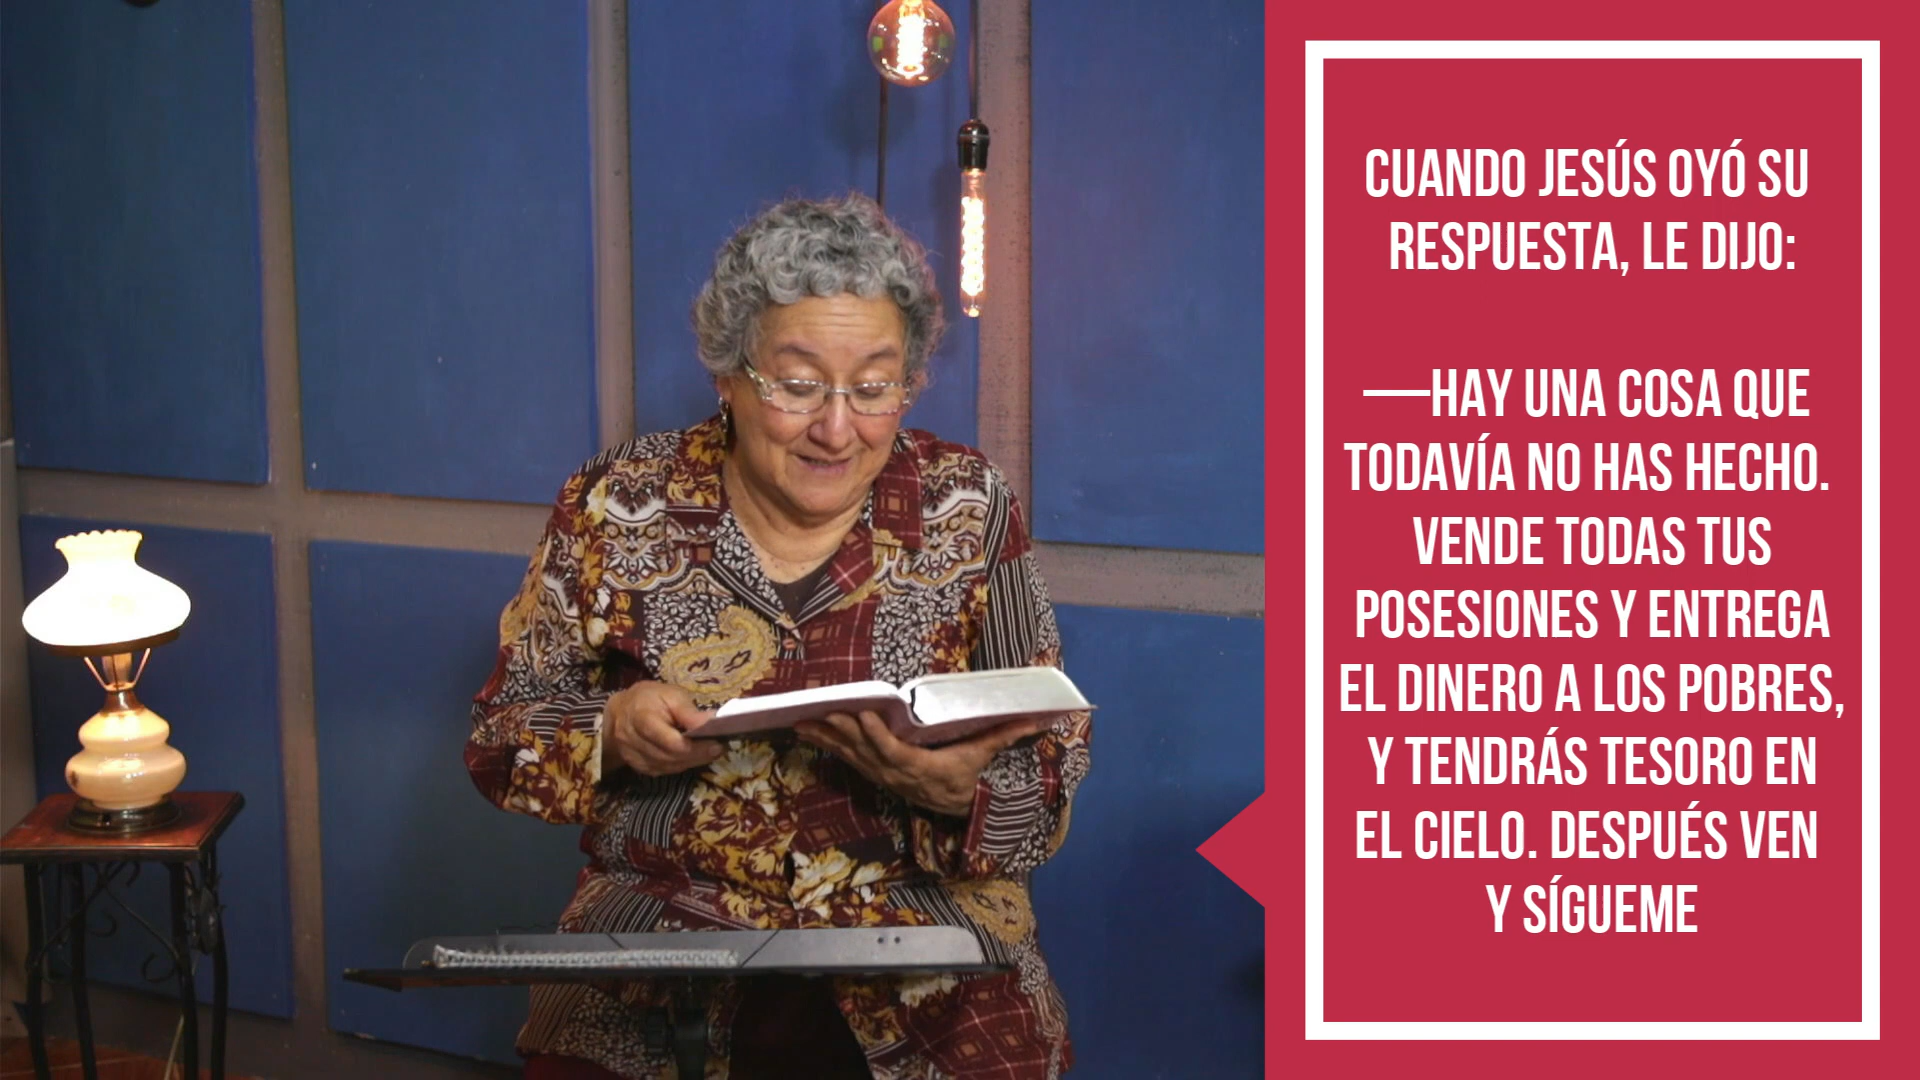 CUANDO JESÚS OYÓ SU
RESPUESTA, LE DIJO:
—HAY UNA COSA QUE
TODAVÍA NO HAS HECHO.
VENDE TODAS TUS
POSESIONES Y ENTREGA
EL DINERO A LOS POBRES,
Y TENDRÁS TESORO EN
EL CIELO. DESPUÉS VEN
Y SÍGUEME